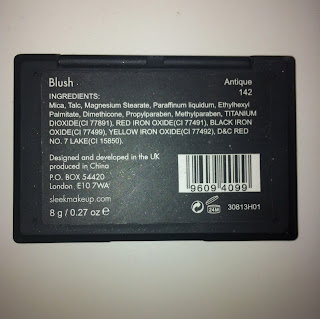 Blush
Antique
142
INGREDIENTS:
Mica, Talc, Magnesium Stearate, Paraffinum liquidum, Ethylhexyl
Palmitate, Dimethicone, Propylparaben, Methylparaben, TITANIUM
DIOXIDE(CI 77891), RED IRON OXIDE(CI 77491), BLACK IRON
OXIDE(CI 77499), YELLOW IRON OXIDE(CI 77492), D&C RED
NO. 7 LAKE(CI 15850).
Designed and developed in the UK
produced in China
P.O. BOX 54420
London. E10 7WA
sleekmakeup.com
8 g / 0.27 oz e
9609 4099
24M
30813H01